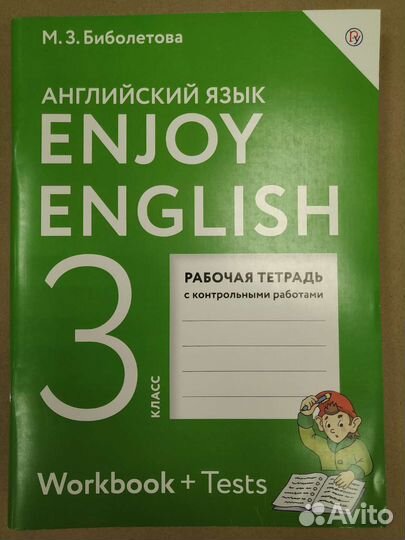 М. З. Биболетова
АНГЛИЙСКИЙ ЯЗЫК
ENJOY
ENGLISH
3
КЛАСС
РАБОЧАЯ ТЕТРАДЬ
с контрольными работами
Workbook + Tests
Avito